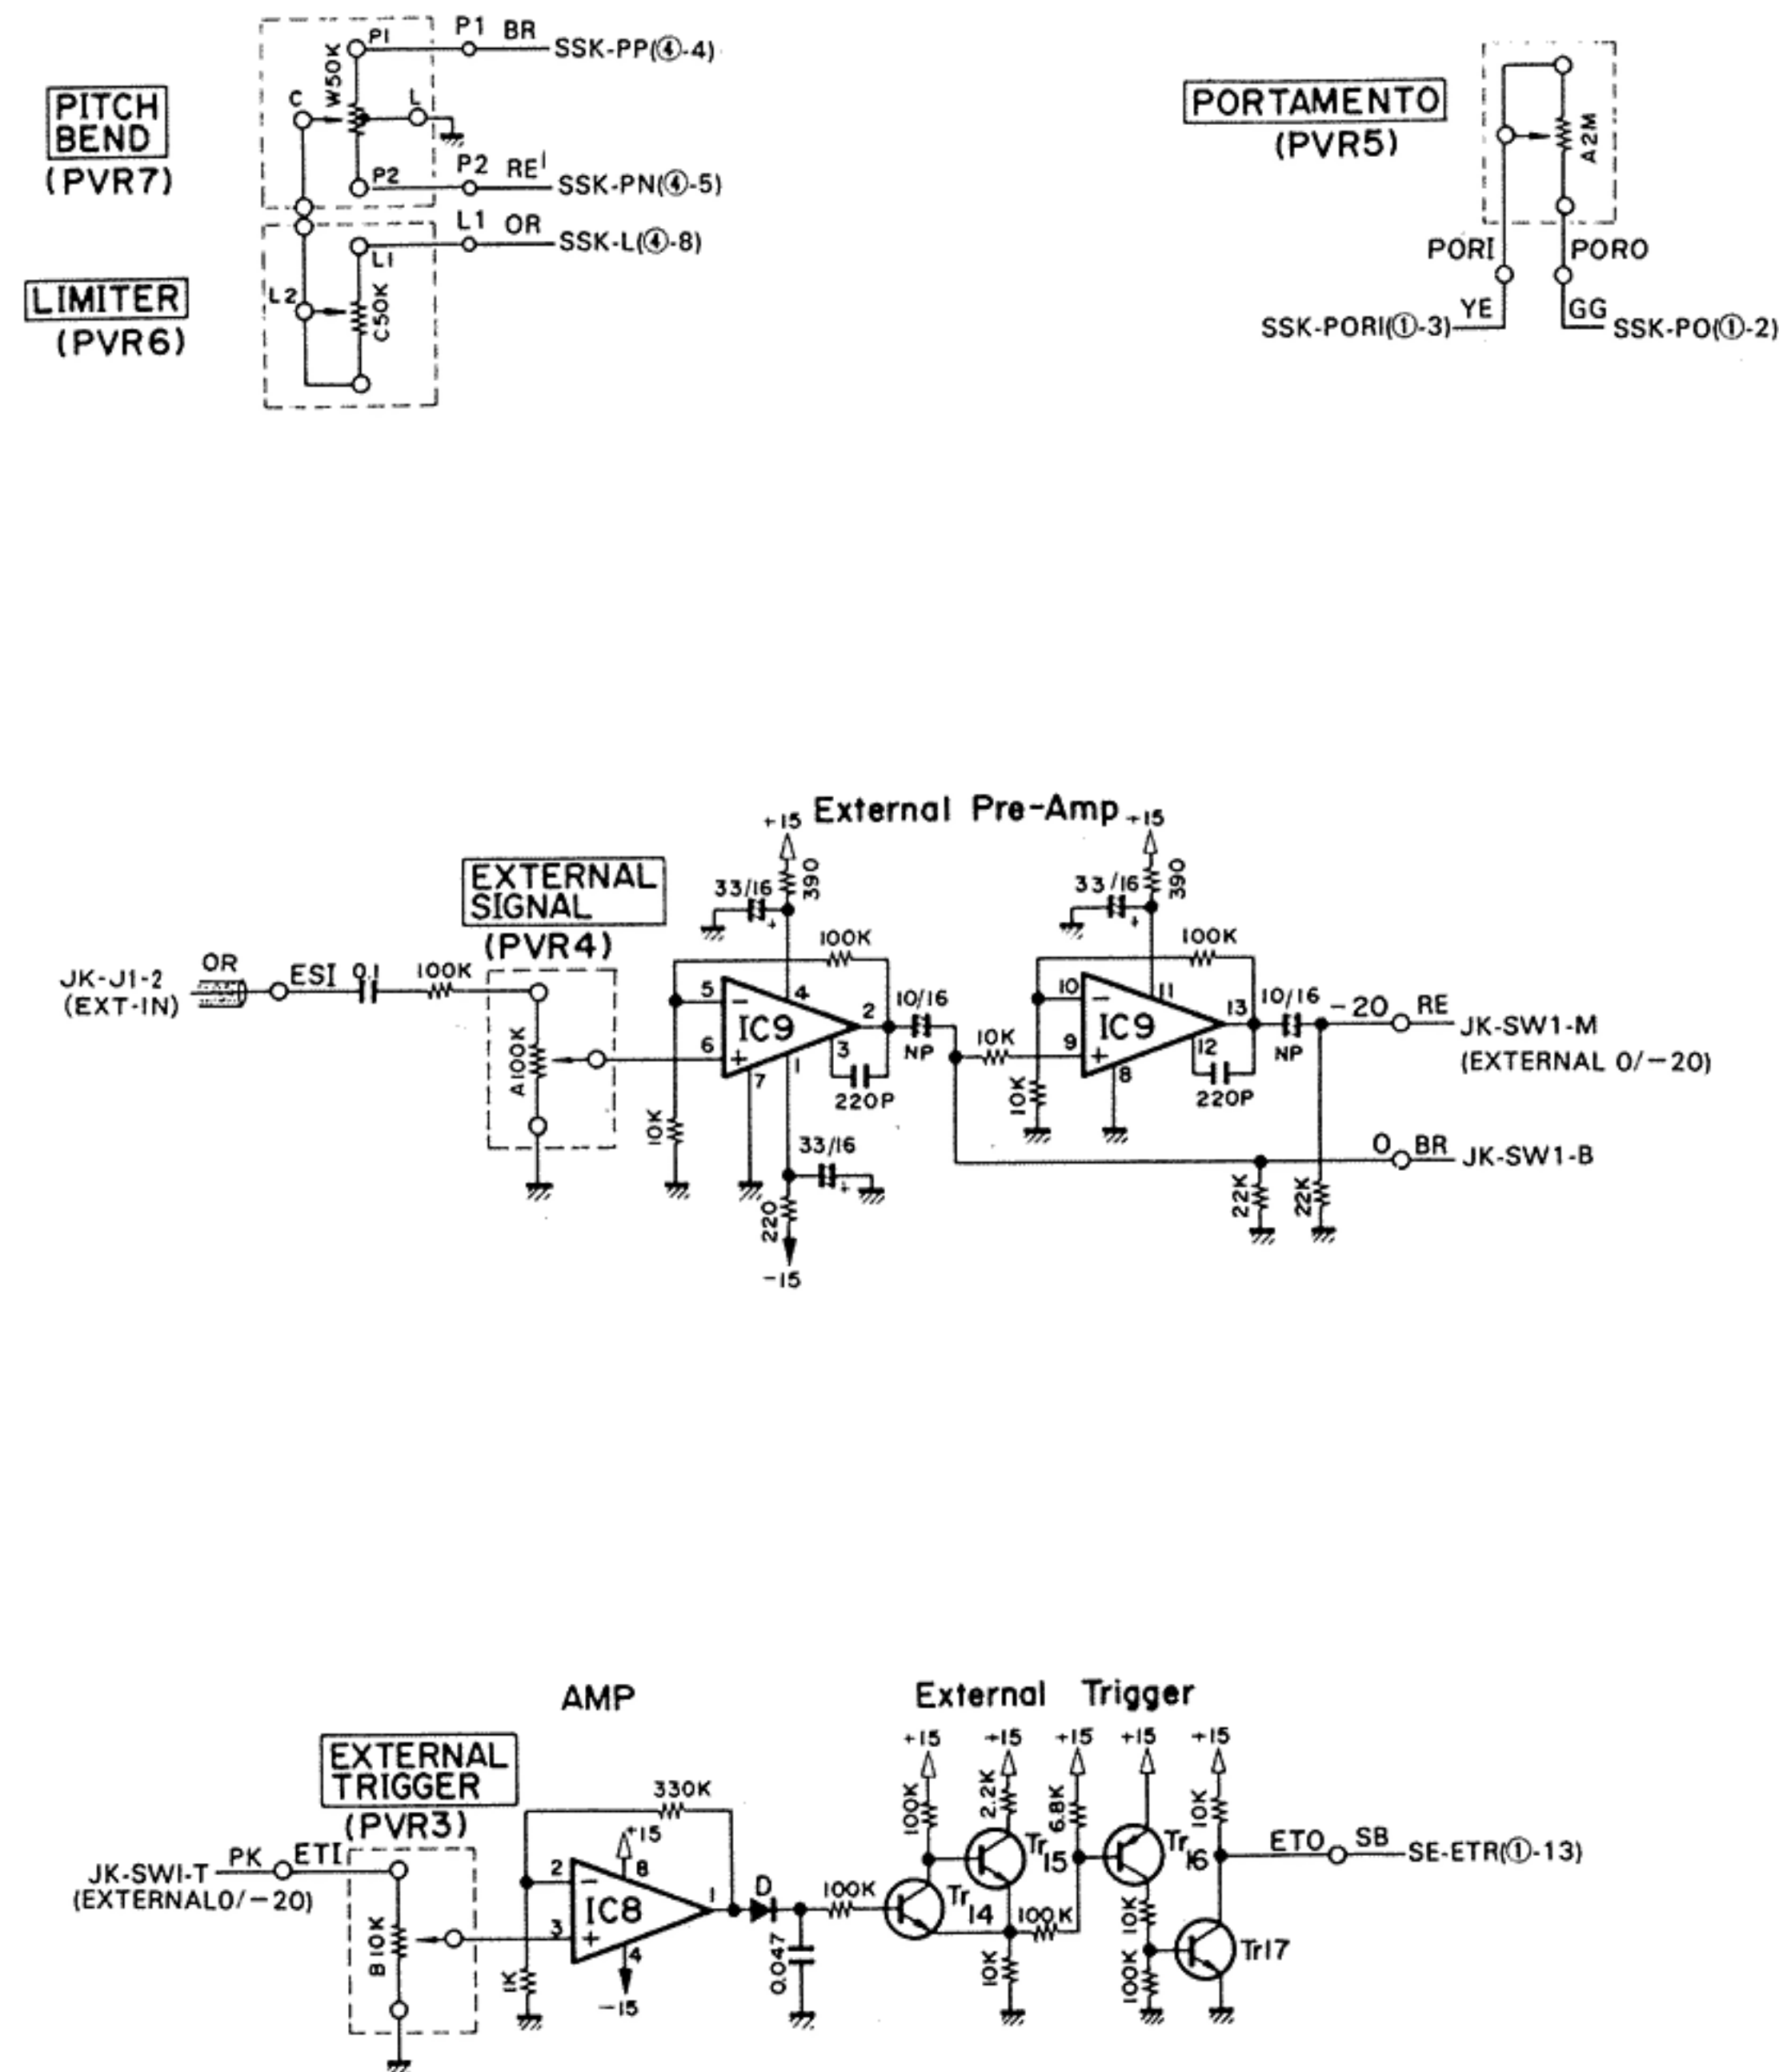 PITCH
BEND
(PVR7)
P1
P1 BR
SSK-PP(④-4)
W50K
C
L
P2
P2 RE
SSK-PN(④-5)
L1 OR
SSK-L(④-8)
L1
LIMITER
(PVR6)
L2
C50K
PORTAMENTO
(PVR5)
A2M
PORI
PORO
YE
GG
SSK-PORI(①-3)
SSK-PO(①-2)
External Pre-Amp
+15
+15
390
390
33/16
+
33/16
+
EXTERNAL
SIGNAL
(PVR4)
100K
100K
JK-J1-2
(EXT-IN)
OR
ESI
0.1
100K
A100K
5
-
4
IC9
2
6
+
3
7
1
10/16
NP
220P
10K
10K
10
-
11
IC9
13
9
+
12
8
10/16
NP
220P
10K
-20
RE
JK-SW1-M
(EXTERNAL 0/-20)
33/16
+
220
-15
0
BR
JK-SW1-B
22K
22K
AMP
External Trigger
EXTERNAL
TRIGGER
(PVR3)
330K
+15
+15
+15
+15
+15
+15
100K
2.2K
6.8K
10K
JK-SW1-T
(EXTERNAL0/-20)
PK
ETI
B10K
2
-
8
IC8
1
3
+
4
-15
1K
D
0.047
100K
Tr14
Tr15
100K
10K
Tr16
10K
100K
Tr17
ETO
SB
SE-ETR(①-13)